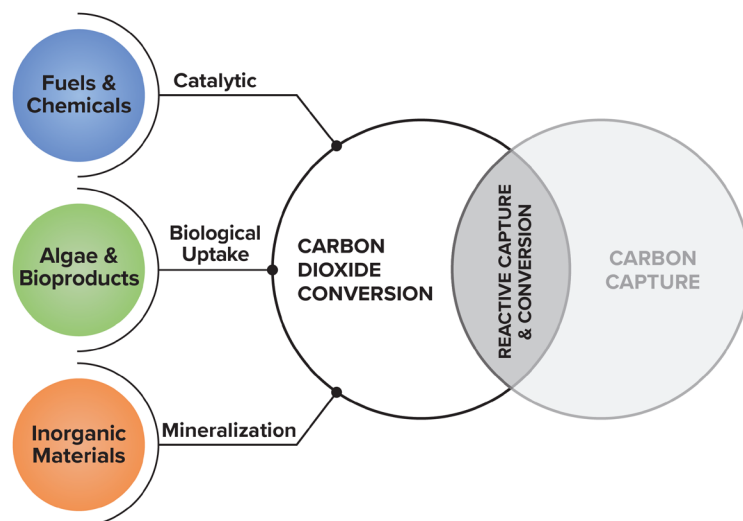 Fuels &
Chemicals
Catalytic
Algae &
Bioproducts
Biological
Uptake
Inorganic
Materials
Mineralization
CARBON
DIOXIDE
CONVERSION
REACTIVE CAPTURE
& CONVERSION
CARBON
CAPTURE